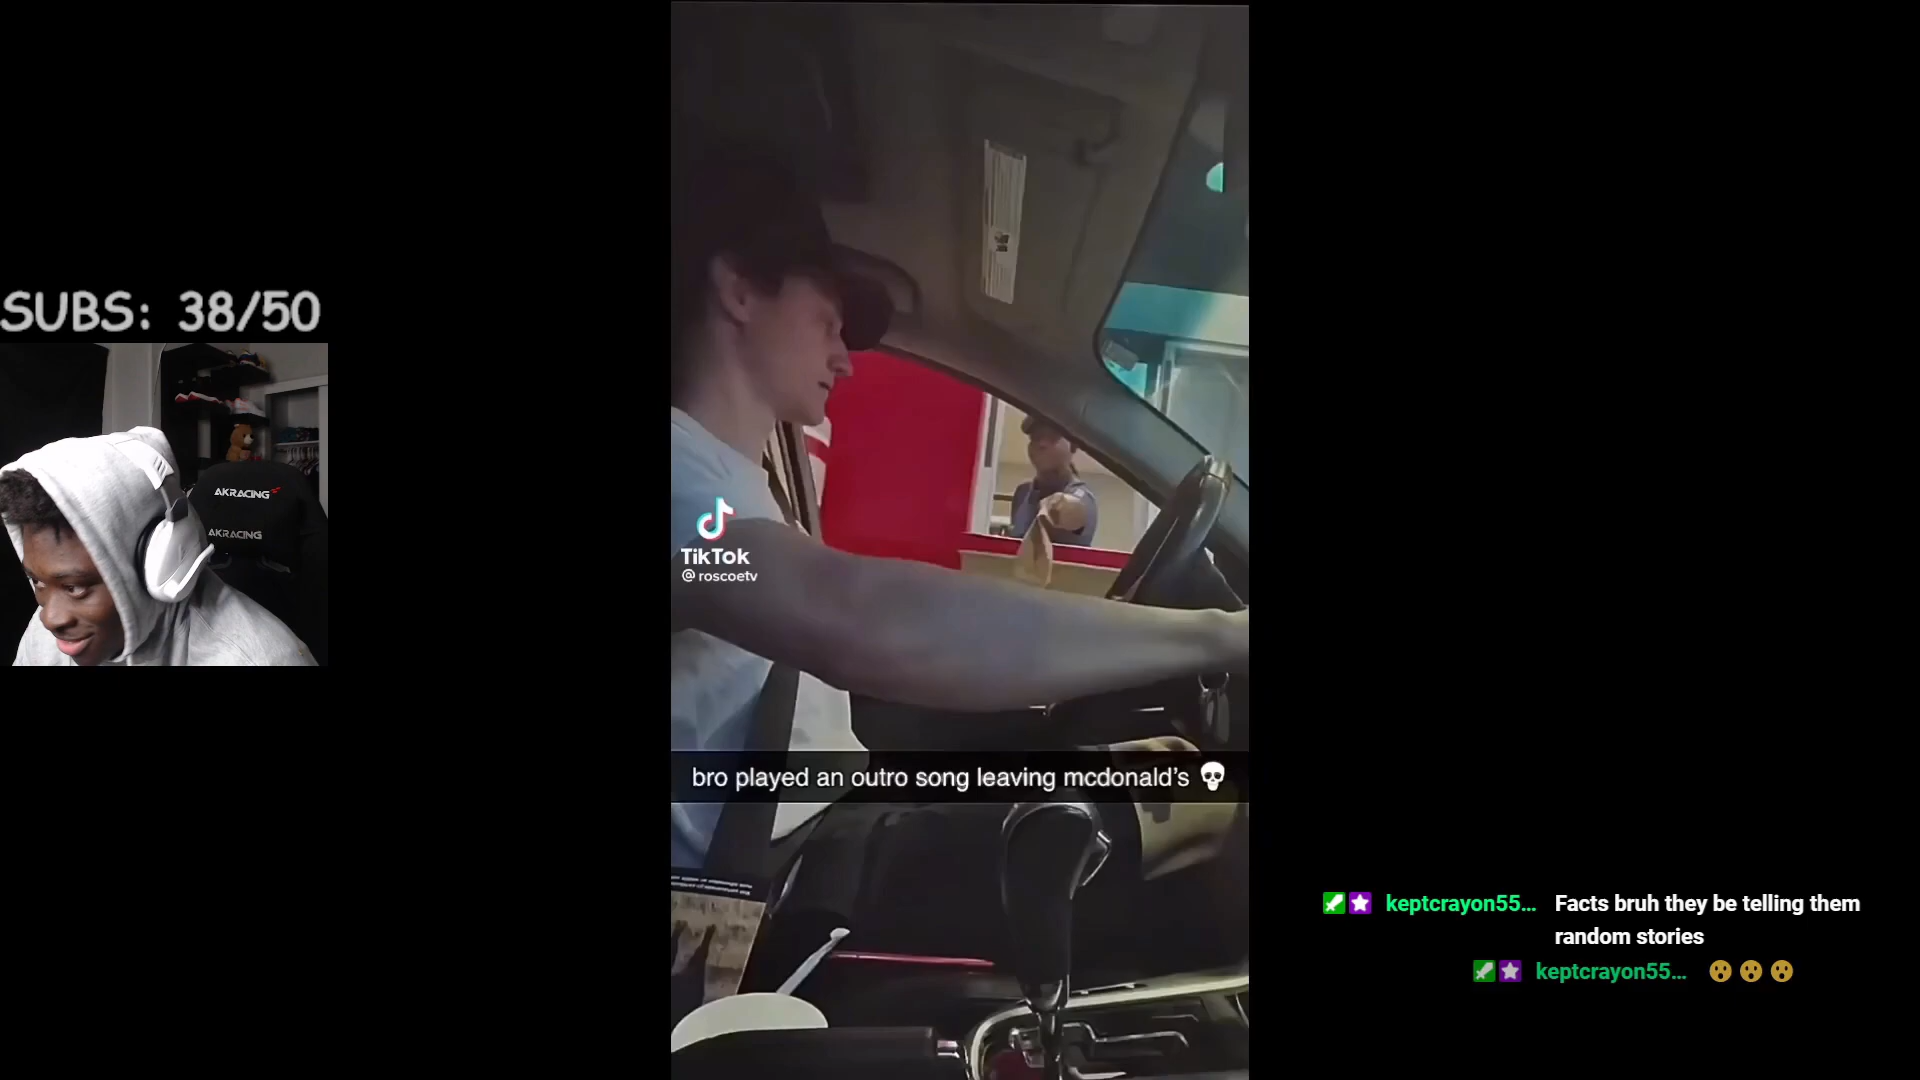 SUBS: 38/50
AKRACING
AKRACING
TikTok
@roscoetv
bro played an outro song leaving mcdonald's 💀
keptcrayon55... Facts bruh they be telling them
random stories
keptcrayon55... 😮😮😮